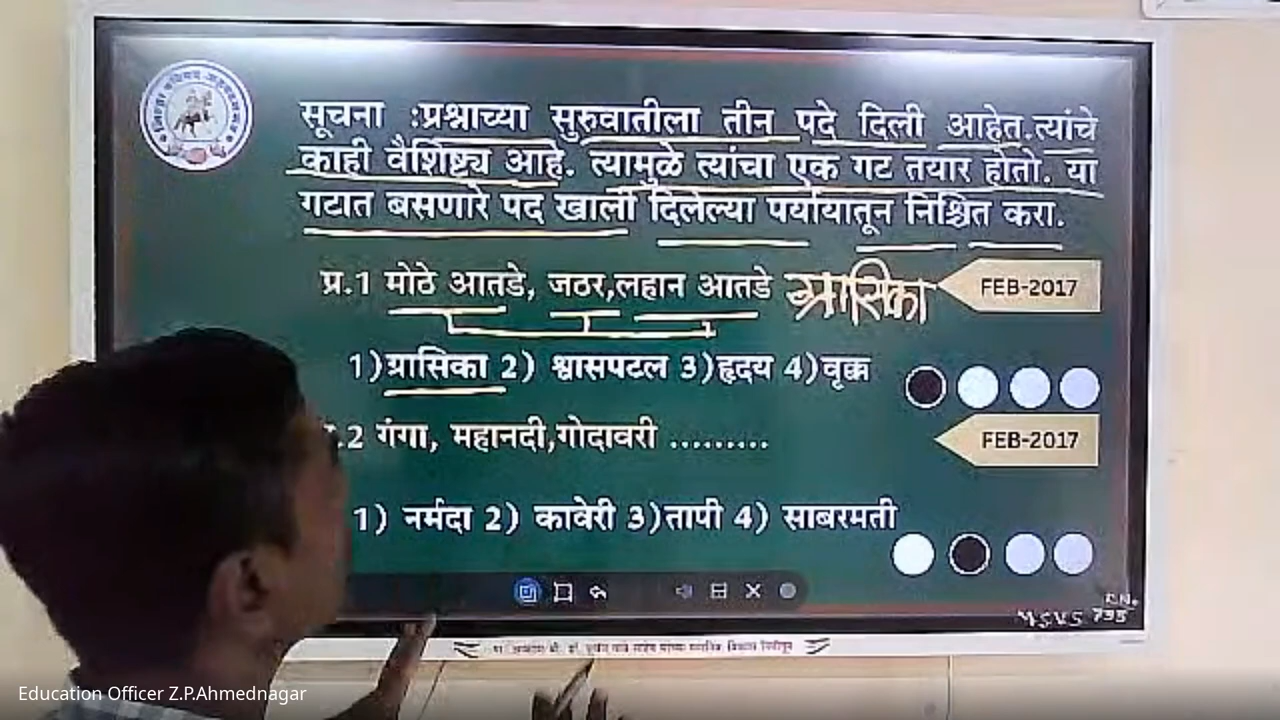 सूचना :प्रश्नाच्या सुरुवातीला तीन पदे दिली आहेत.त्यांचे
काही वैशिष्ट्य आहे. त्यामुळे त्यांचा एक गट तयार होतो. या
गटात बसणारे पद खाली दिलेल्या पर्यायातून निश्चित करा.
प्र.1 मोठे आतडे, जठर,लहान आतडे ग्रासिका
FEB-2017
1)ग्रासिका 2) श्वासपटल 3)हृदय 4)वृक्क
.2 गंगा, महानदी,गोदावरी .........
FEB-2017
1) नर्मदा 2) कावेरी 3)तापी 4) साबरमती
MSVS 735
Education Officer Z.P.Ahmednagar